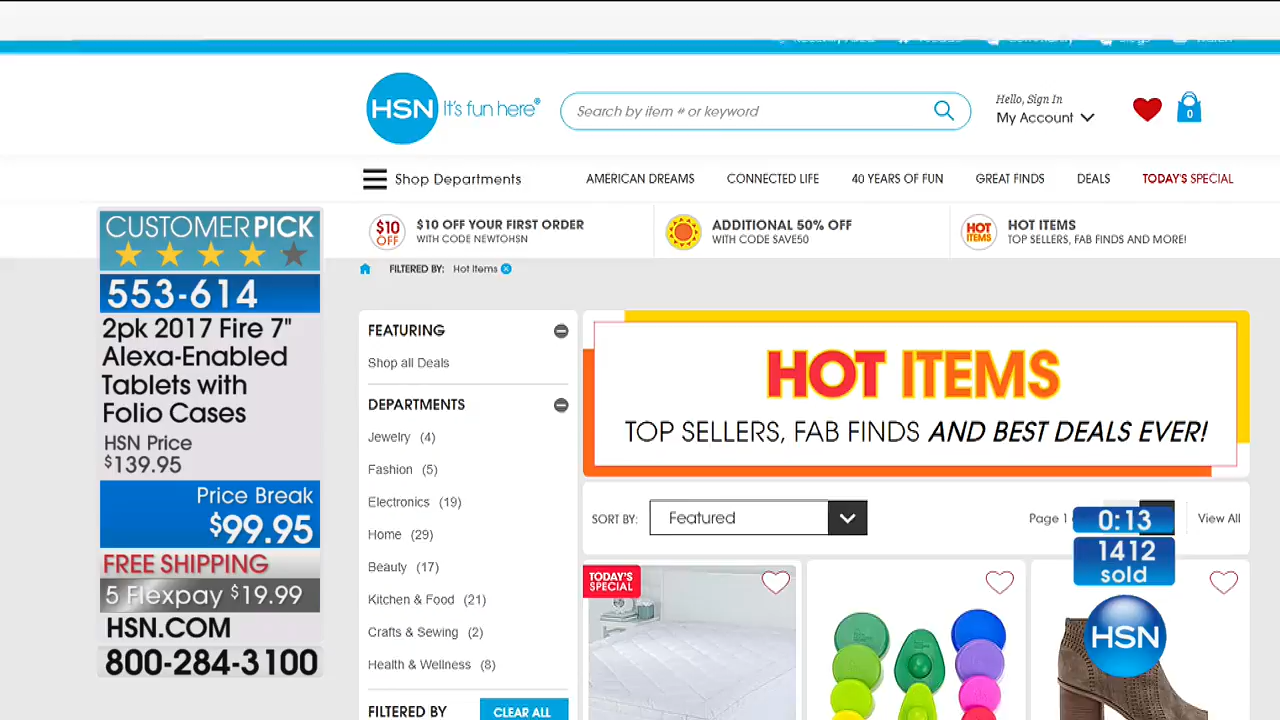 HSN It's fun here®
Search by item # or keyword
Hello, Sign In
My Account
0
Shop Departments
AMERICAN DREAMS
CONNECTED LIFE
40 YEARS OF FUN
GREAT FINDS
DEALS
TODAY'S SPECIAL
$10 OFF
$10 OFF YOUR FIRST ORDER
WITH CODE NEWTOHSN
ADDITIONAL 50% OFF
WITH CODE SAVE50
HOT ITEMS
HOT ITEMS
TOP SELLERS, FAB FINDS AND MORE!
CUSTOMER PICK
553-614
2pk 2017 Fire 7"
Alexa-Enabled
Tablets with
Folio Cases
HSN Price
$139.95
Price Break
$99.95
FREE SHIPPING
5 Flexpay $19.99
HSN.COM
800-284-3100
FILTERED BY: Hot Items
FEATURING
Shop all Deals
DEPARTMENTS
Jewelry (4)
Fashion (5)
Electronics (19)
Home (29)
Beauty (17)
Kitchen & Food (21)
Crafts & Sewing (2)
Health & Wellness (8)
FILTERED BY
CLEAR ALL
HOT ITEMS
TOP SELLERS, FAB FINDS AND BEST DEALS EVER!
SORT BY: Featured
Page 1
View All
0:13
1412
sold
HSN
TODAY'S
SPECIAL